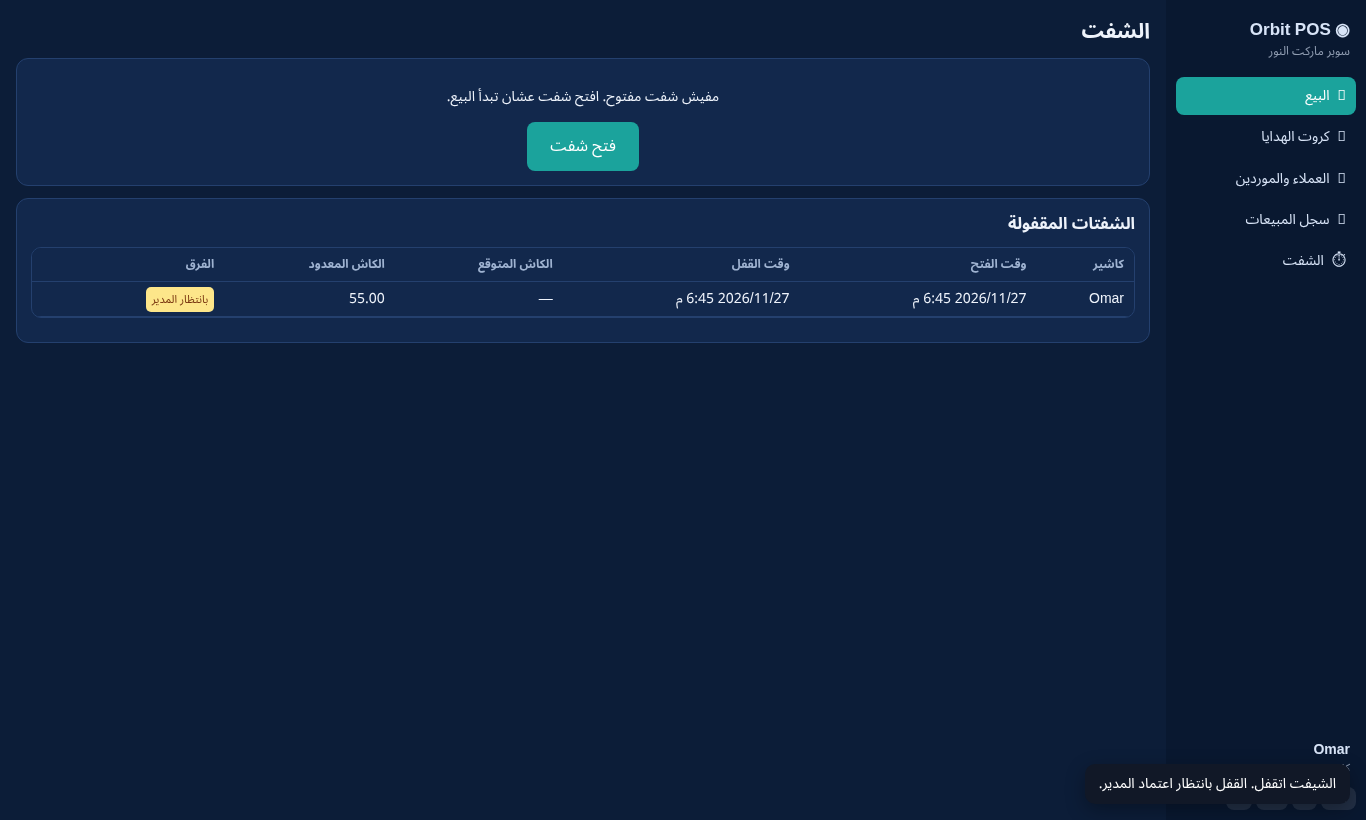 ◉ Orbit POS
سوبر ماركت النور
البيع
كروت الهدايا
العملاء والموردين
سجل المبيعات
⏱ الشفت
الشفت
مفيش شفت مفتوح. افتح شفت عشان تبدأ البيع.
فتح شفت
الشفتات المقفولة
كاشير وقت الفتح وقت القفل الكاش المتوقع الكاش المعدود الفرق
Omar 2026/11/27 6:45 م 2026/11/27 6:45 م — 55.00 بانتظار المدير
Omar
الشيفت اتقفل. القفل بانتظار اعتماد المدير.